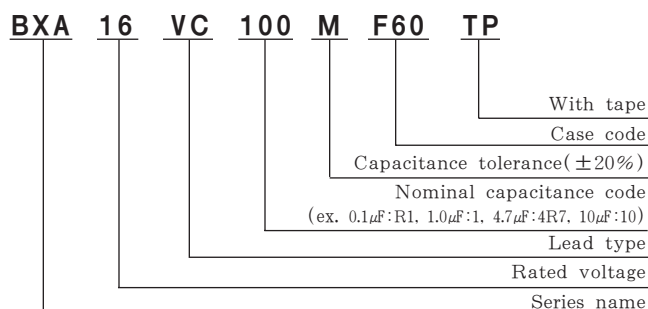 BXA 16 VC 100 M F60 TP
With tape
Case code
Capacitance tolerance(±20%)
Nominal capacitance code
(ex. 0.1μF:R1, 1.0μF:1, 4.7μF:4R7, 10μF:10)
Lead type
Rated voltage
Series name